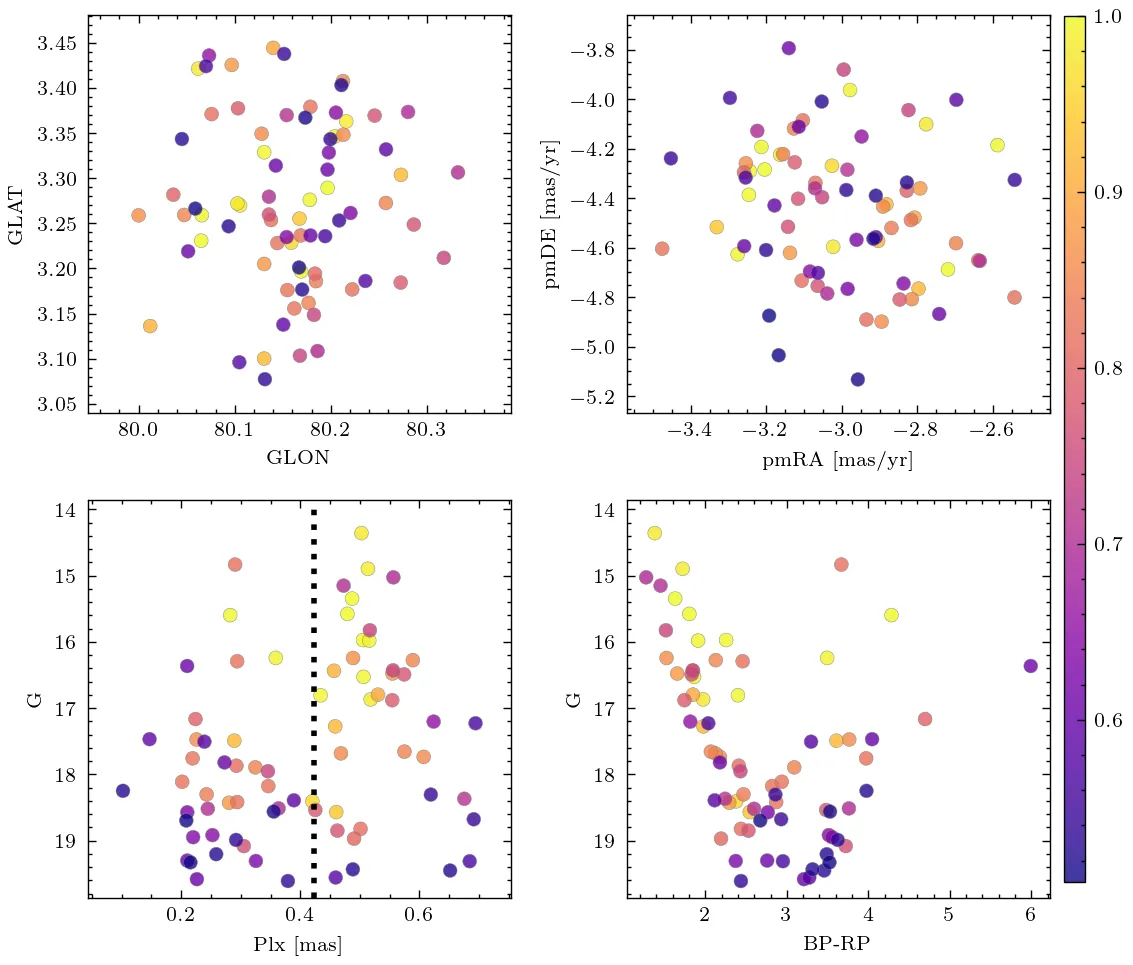 3.45
3.40
3.35
3.30
3.25
3.20
3.15
3.10
3.05
GLAT
80.0 80.1 80.2 80.3
GLON
−3.8
−4.0
−4.2
−4.4
−4.6
−4.8
−5.0
−5.2
pmDE [mas/yr]
−3.4 −3.2 −3.0 −2.8 −2.6
pmRA [mas/yr]
14
15
16
17
18
19
G
0.2 0.4 0.6
Plx [mas]
14
15
16
17
18
19
G
2 3 4 5 6
BP-RP
1.0
0.9
0.8
0.7
0.6